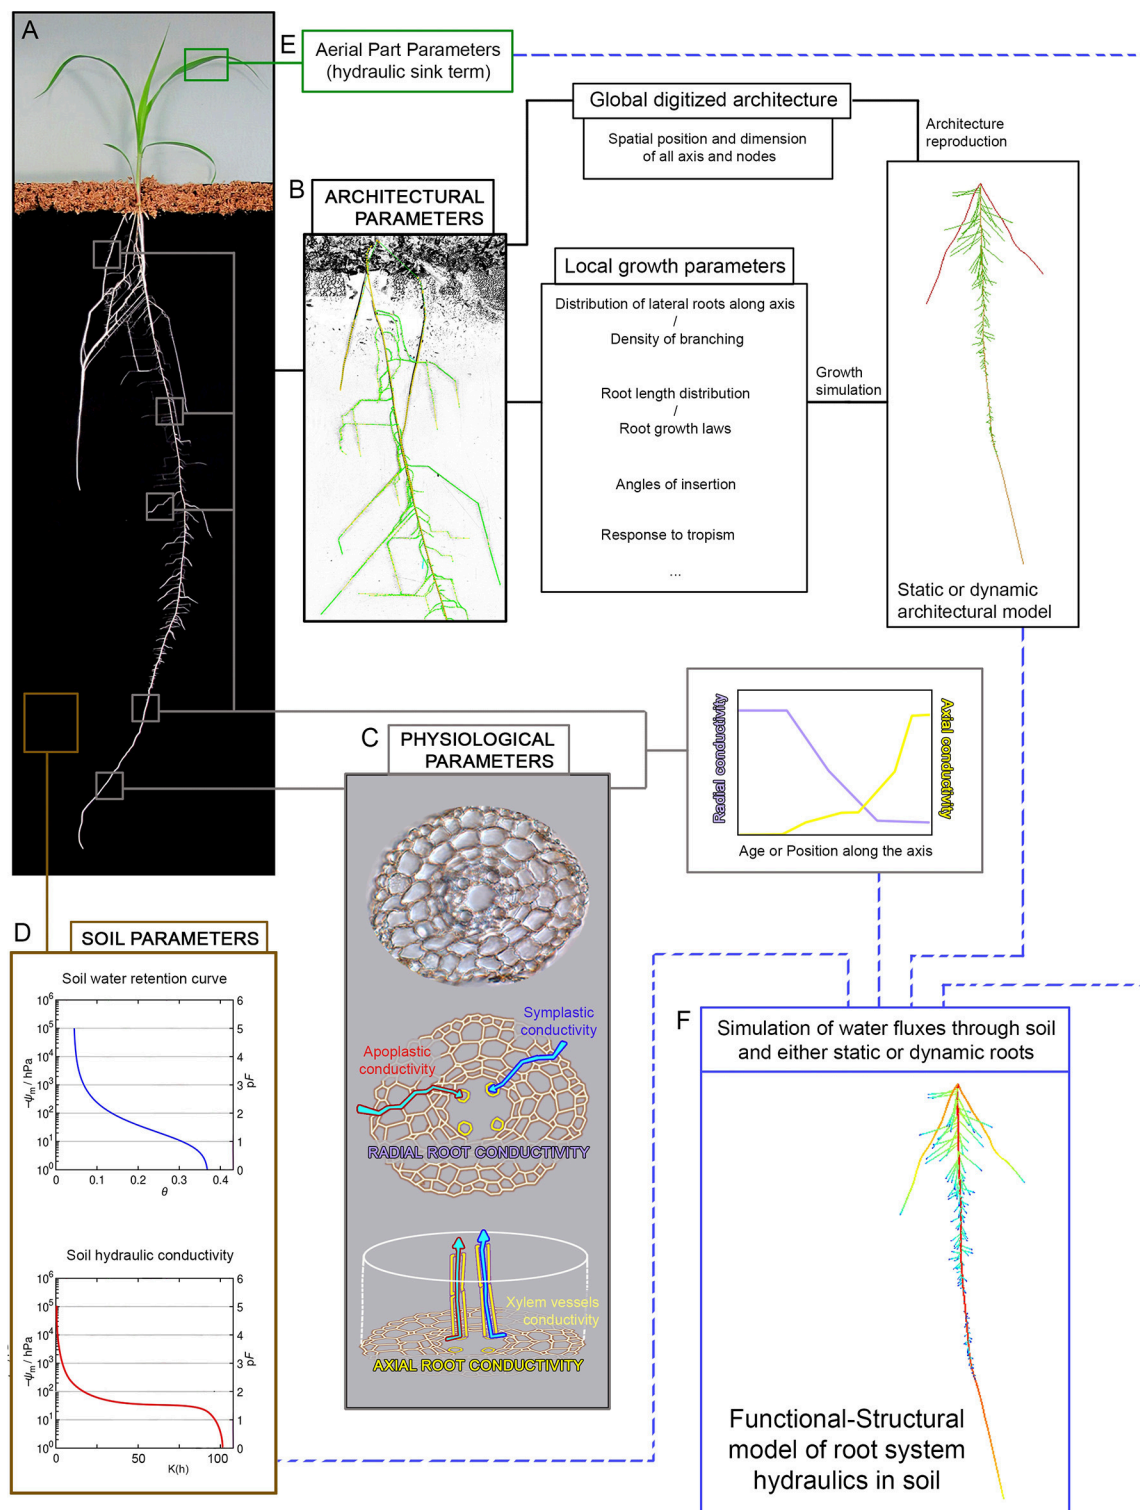 A
E
Aerial Part Parameters
(hydraulic sink term)
Global digitized architecture
Spatial position and dimension
of all axis and nodes
Architecture
reproduction
B
ARCHITECTURAL
PARAMETERS
Local growth parameters
Distribution of lateral roots along axis
/
Density of branching
Root length distribution
/
Root growth laws
Angles of insertion
Response to tropism
...
Growth
simulation
Static or dynamic
architectural model
C
PHYSIOLOGICAL
PARAMETERS
Radial conductivity
Axial conductivity
Age or Position along the axis
Symplastic
conductivity
Apoplastic
conductivity
RADIAL ROOT CONDUCTIVITY
Xylem vessels
conductivity
AXIAL ROOT CONDUCTIVITY
D
SOIL PARAMETERS
Soil water retention curve
10⁶
10⁵
10⁴
10³
10²
10¹
10⁰
−ψm / hPa
6
5
4
3
2
1
0
pF
0 0.1 0.2 0.3 0.4
θ
Soil hydraulic conductivity
10⁶
10⁵
10⁴
10³
10²
10¹
10⁰
−ψm / hPa
6
5
4
3
2
1
0
pF
0 50 100
K(h)
F
Simulation of water fluxes through soil
and either static or dynamic roots
Functional-Structural
model of root system
hydraulics in soil